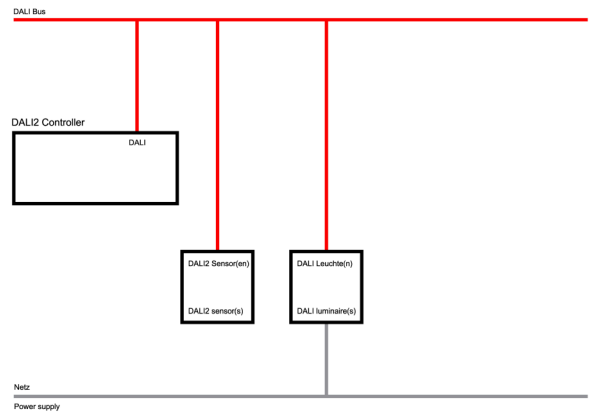 DALI Bus
DALI2 Controller
DALI
DALI2 Sensor(en)
DALI2 sensor(s)
DALI Leuchte(n)
DALI luminaire(s)
Netz
Power supply